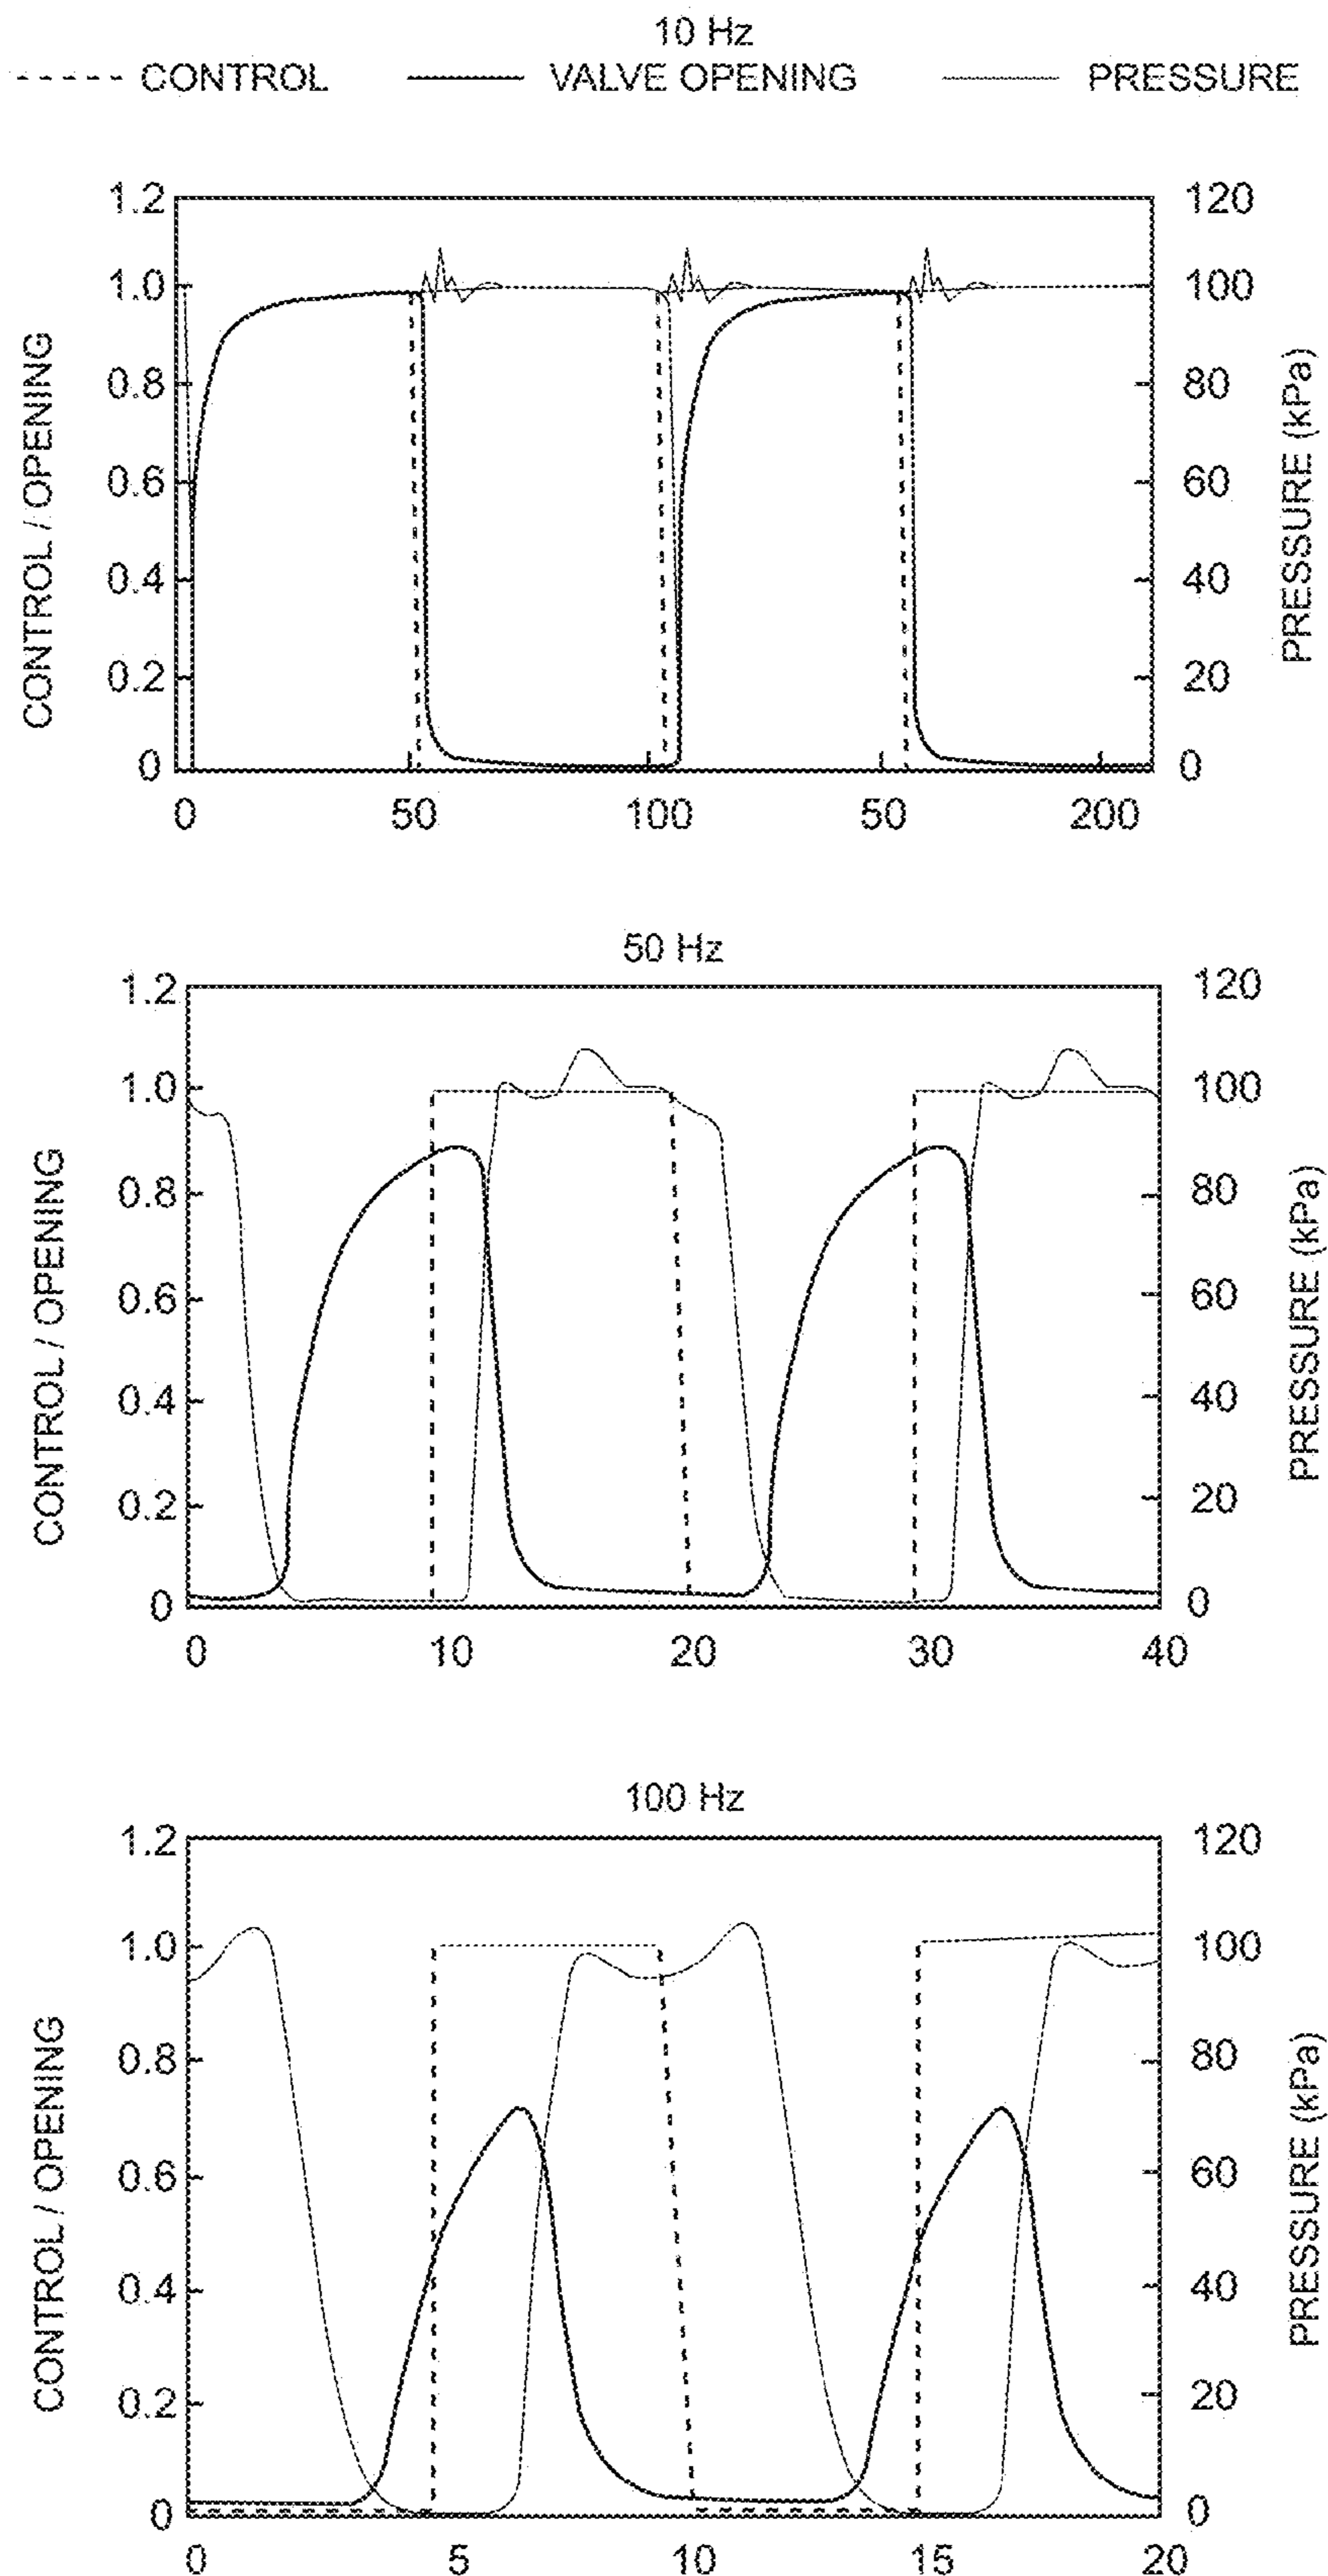 10 Hz
CONTROL VALVE OPENING PRESSURE
1.2 120
1.0 100
0.8 80
0.6 60
0.4 40
0.2 20
0 0
CONTROL / OPENING
PRESSURE (kPa)
0 50 100 50 200
50 Hz
1.2 120
1.0 100
0.8 80
0.6 60
0.4 40
0.2 20
0 0
CONTROL / OPENING
PRESSURE (kPa)
0 10 20 30 40
100 Hz
1.2 120
1.0 100
0.8 80
0.6 60
0.4 40
0.2 20
0 0
CONTROL / OPENING
PRESSURE (kPa)
0 5 10 15 20